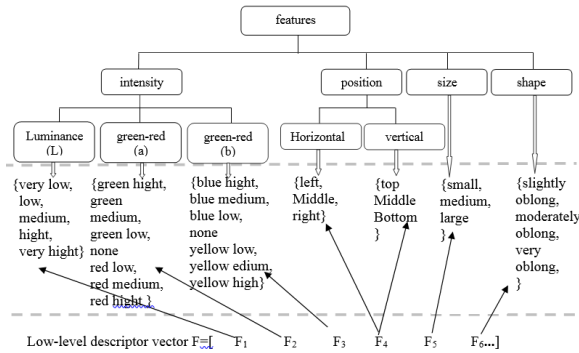 features
intensity
position
size
shape
Luminance
(L)
green-red
(a)
green-red
(b)
Horizontal
vertical
{very low,
low,
medium,
hight,
very hight}
{green hight,
green
medium,
green low,
none
red low,
red medium,
red hight }
{blue hight,
blue medium,
blue low,
none
yellow low,
yellow edium,
yellow high}
{left,
Middle,
right}
{top
Middle
Bottom
}
{small,
medium,
large
}
{slightly
oblong,
moderately
oblong,
very
oblong,
}
Low-level descriptor vector F=[ F1 F2 F3 F4 F5 F6...]